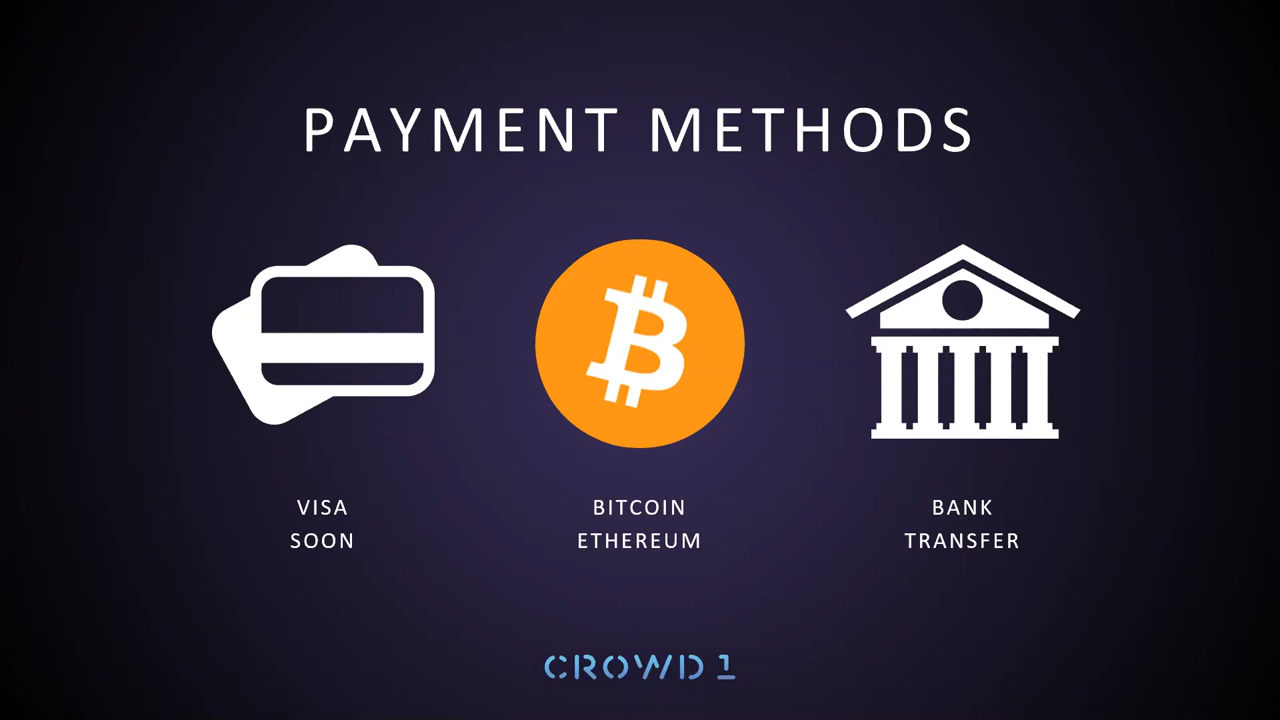 PAYMENT METHODS
VISA
SOON
BITCOIN
ETHEREUM
BANK
TRANSFER
CROWD 1